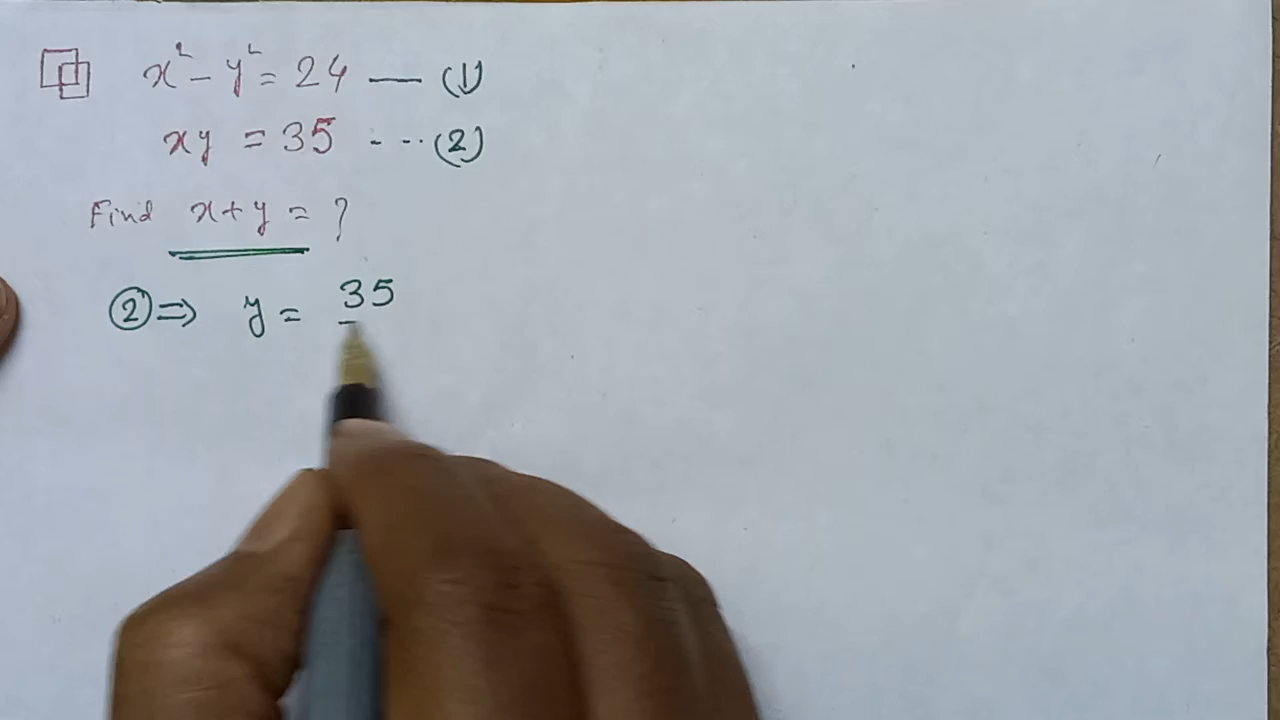 x² - y² = 24 — (1)
xy = 35 - - - (2)
Find x+y = ?
② ⇒ y = 35